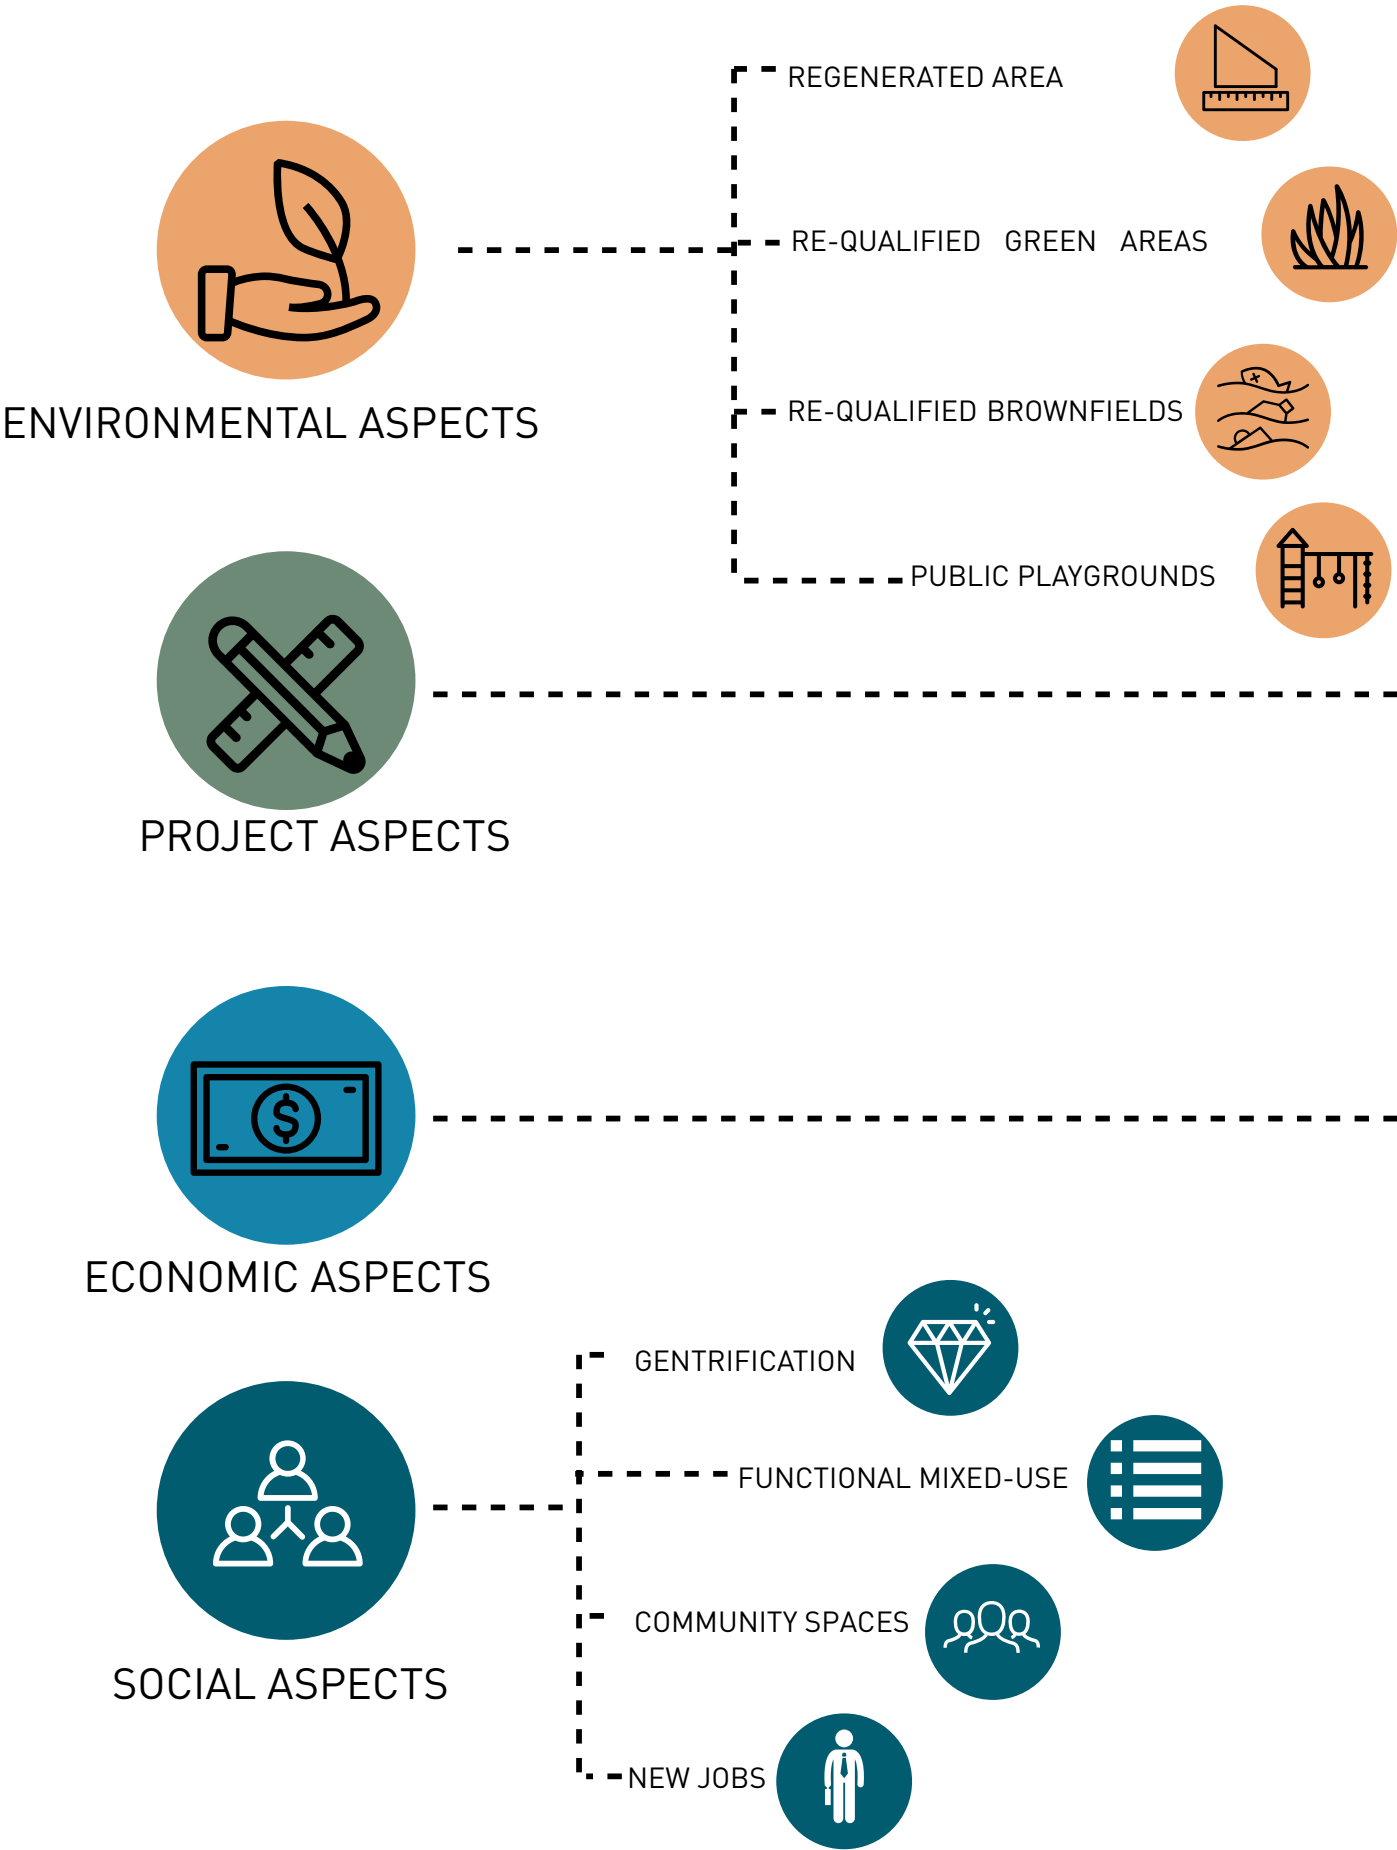 REGENERATED AREA
RE-QUALIFIED GREEN AREAS
RE-QUALIFIED BROWNFIELDS
ENVIRONMENTAL ASPECTS
PUBLIC PLAYGROUNDS
PROJECT ASPECTS
$
ECONOMIC ASPECTS
GENTRIFICATION
FUNCTIONAL MIXED-USE
COMMUNITY SPACES
SOCIAL ASPECTS
NEW JOBS